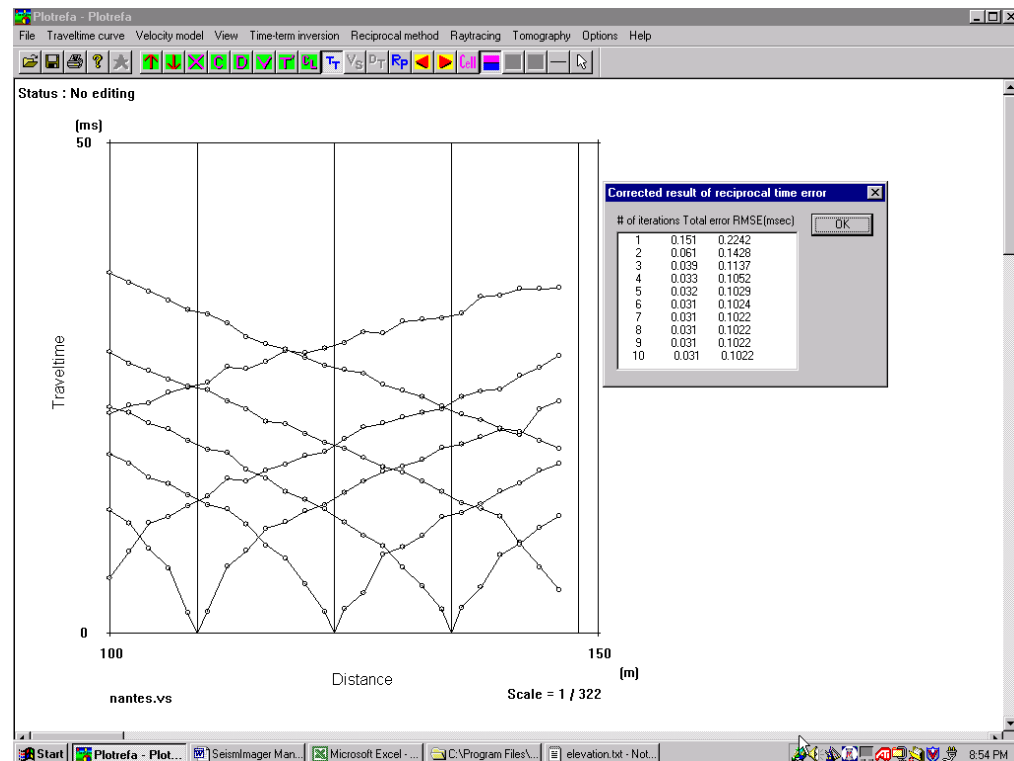 Plotrefa - Plotrefa
File Traveltime curve Velocity model View Time-term inversion Reciprocal method Raytracing Tomography Options Help
C D TT VS DT RP Cell
Status : No editing
(ms)
50
Corrected result of reciprocal time error
# of iterations Total error RMSE(msec)
OK
1 0.151 0.2242
2 0.061 0.1428
3 0.039 0.1137
4 0.033 0.1052
5 0.032 0.1029
6 0.031 0.1024
7 0.031 0.1022
8 0.031 0.1022
9 0.031 0.1022
10 0.031 0.1022
Traveltime
0
100
150
(m)
Distance
nantes.vs
Scale = 1 / 322
Start Plotrefa - Plot... SeismImager Man... Microsoft Excel - ... C:\Program Files\... elevation.txt - Not... 8:54 PM